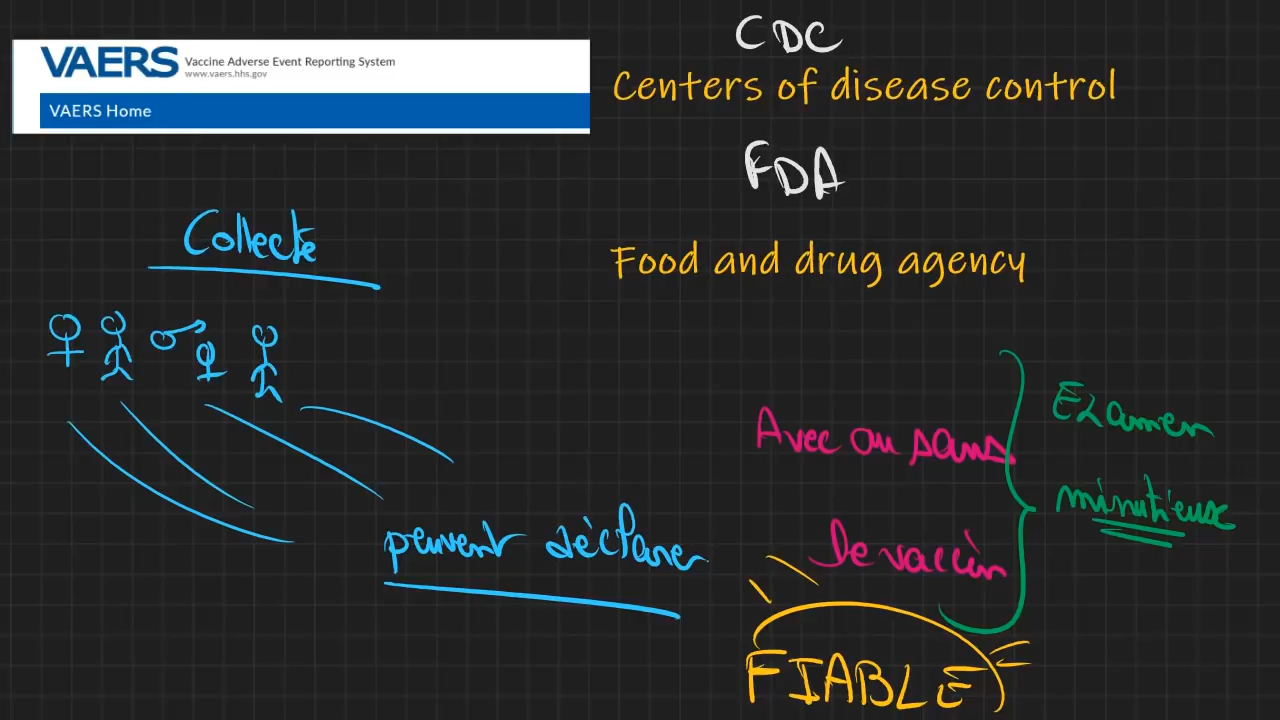 VAERS Vaccine Adverse Event Reporting System
www.vaers.hhs.gov
VAERS Home
CDC
Centers of disease control
FDA
Food and drug agency
Collecte
peuvent déclarer
Avec ou sans
le vaccin
Examen
minutieux
FIABLE